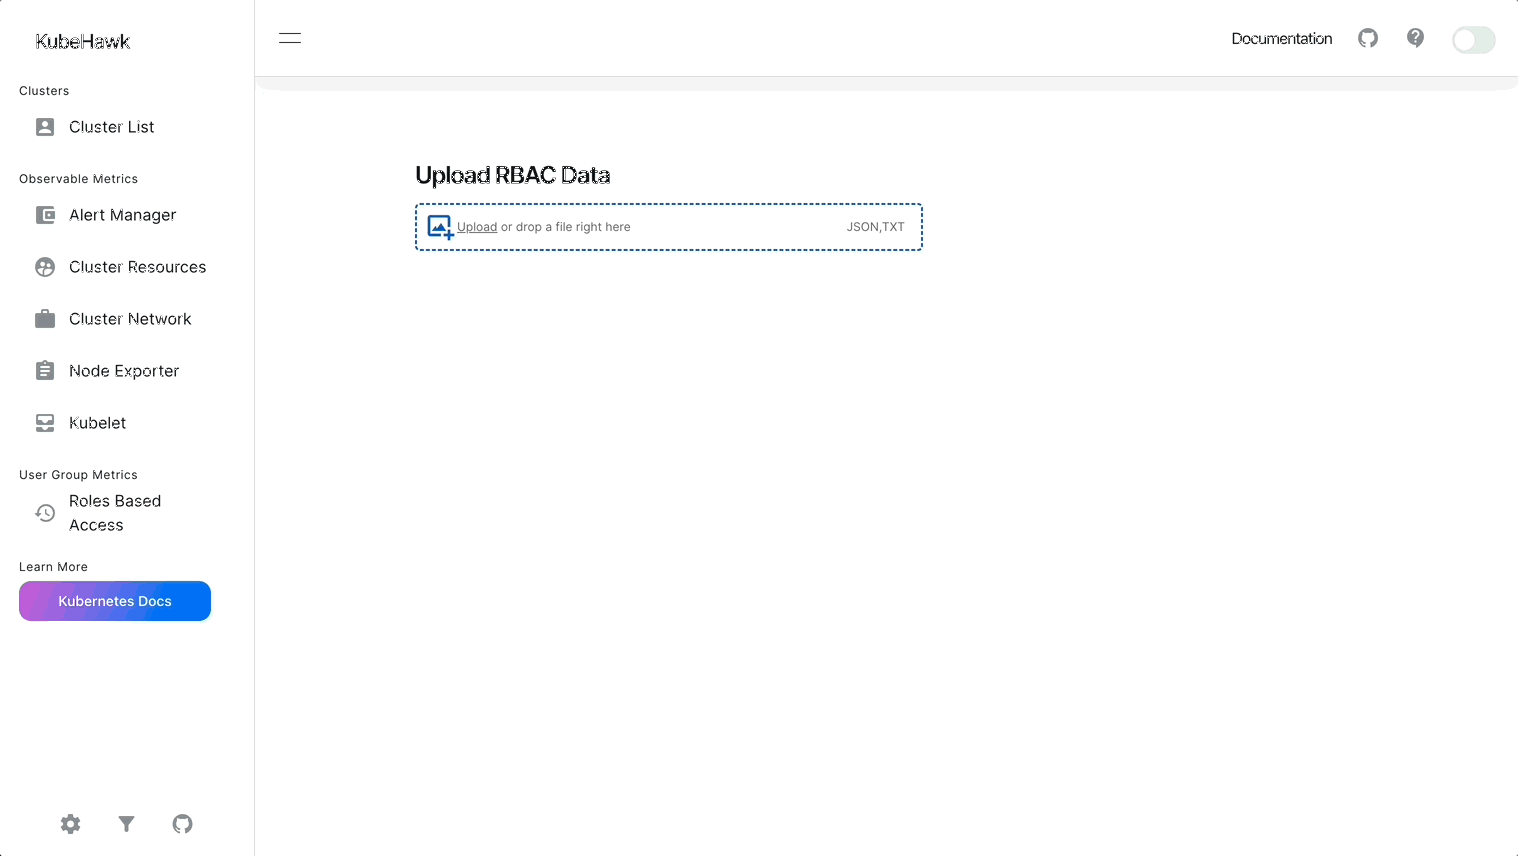 KubeHawk
Clusters
Cluster List
Observable Metrics
Alert Manager
Cluster Resources
Cluster Network
Node Exporter
Kubelet
User Group Metrics
Roles Based
Access
Learn More
Kubernetes Docs
Documentation
Upload RBAC Data
Upload or drop a file right here JSON,TXT